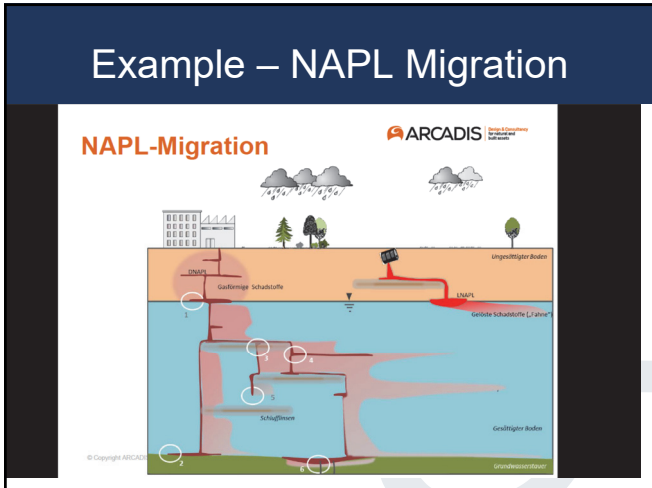 Example – NAPL Migration
NAPL-Migration
ARCADIS
Design & Consultancy
for natural and
built assets
Ungesättigter Boden
DNAPL
Gasförmige Schadstoffe
LNAPL
1
Gelöste Schadstoffe („Fahne")
3
4
5
Schlufflinsen
Gesättigter Boden
© Copyright ARCADIS
2
6
Grundwasserstauer